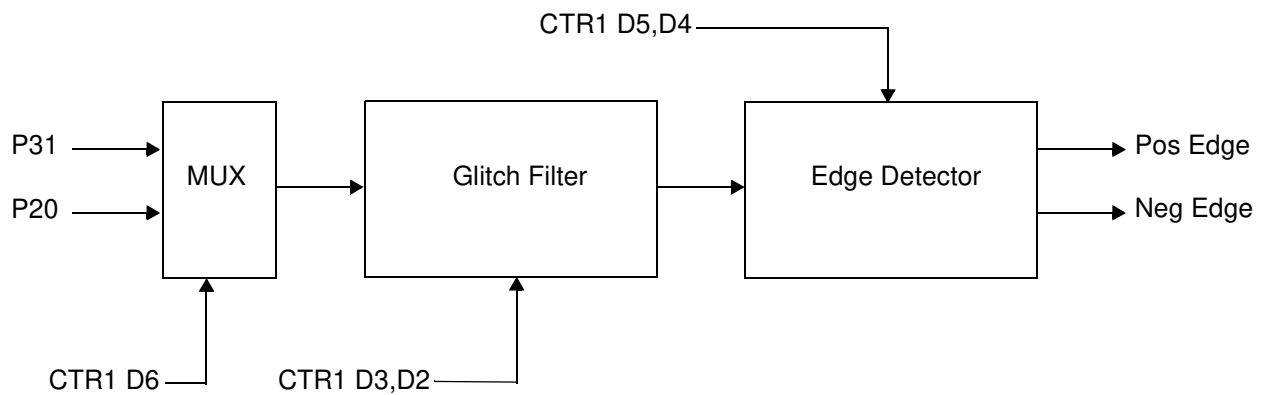 CTR1 D5,D4
P31
P20
MUX
Glitch Filter
Edge Detector
Pos Edge
Neg Edge
CTR1 D6
CTR1 D3,D2